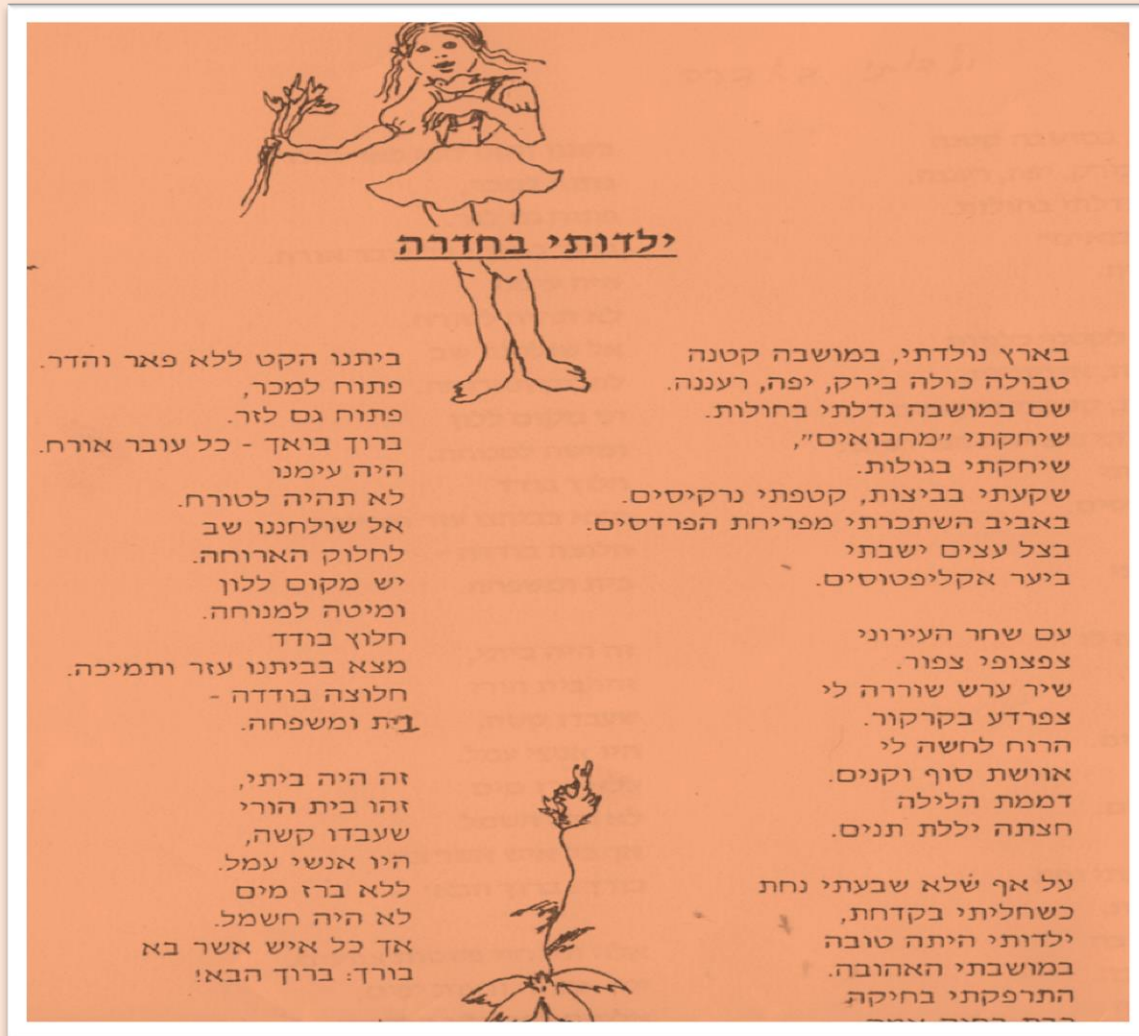 ילדותי בחדרה
בארץ נולדתי, במושבה קטנה
טבולה כולה בירק, יפה, רעננה.
שם במושבה גדלתי בחולות.
שיחקתי "מחבואים",
שיחקתי בגולות.
שקעתי בביצות, קטפתי נרקיסים.
באביב השתכרתי מפריחת הפרדסים.
בצל עצים ישבתי
ביער אקליפטוסים.
עם שחר העירוני
צפצופי צפור.
שיר ערש שוררה לי
צפרדע בקרקור.
הרוח לחשה לי
אוושת סוף וקנים.
דממת הלילה
חצתה יללת תנים.
על אף שלא שבעתי נחת
כשחליתי בקדחת,
ילדותי היתה טובה
במושבתי האהובה.
התרפקתי בחיקה
ביתנו הקט ללא פאר והדר.
פתוח למכר,
פתוח גם לזר.
ברוך בואך - כל עובר אורח.
היה עימנו
לא תהיה לטורח.
אל שולחננו שב
לחלוק הארוחה.
יש מקום ללון
ומיטה למנוחה.
חלוץ בודד
מצא בביתנו עזר ותמיכה.
חלוצה בודדה -
בית ומשפחה.
זה היה ביתי,
זהו בית הורי
שעבדו קשה,
היו אנשי עמל.
ללא ברז מים
לא היה חשמל.
אך כל איש אשר בא
בורך: ברוך הבא!